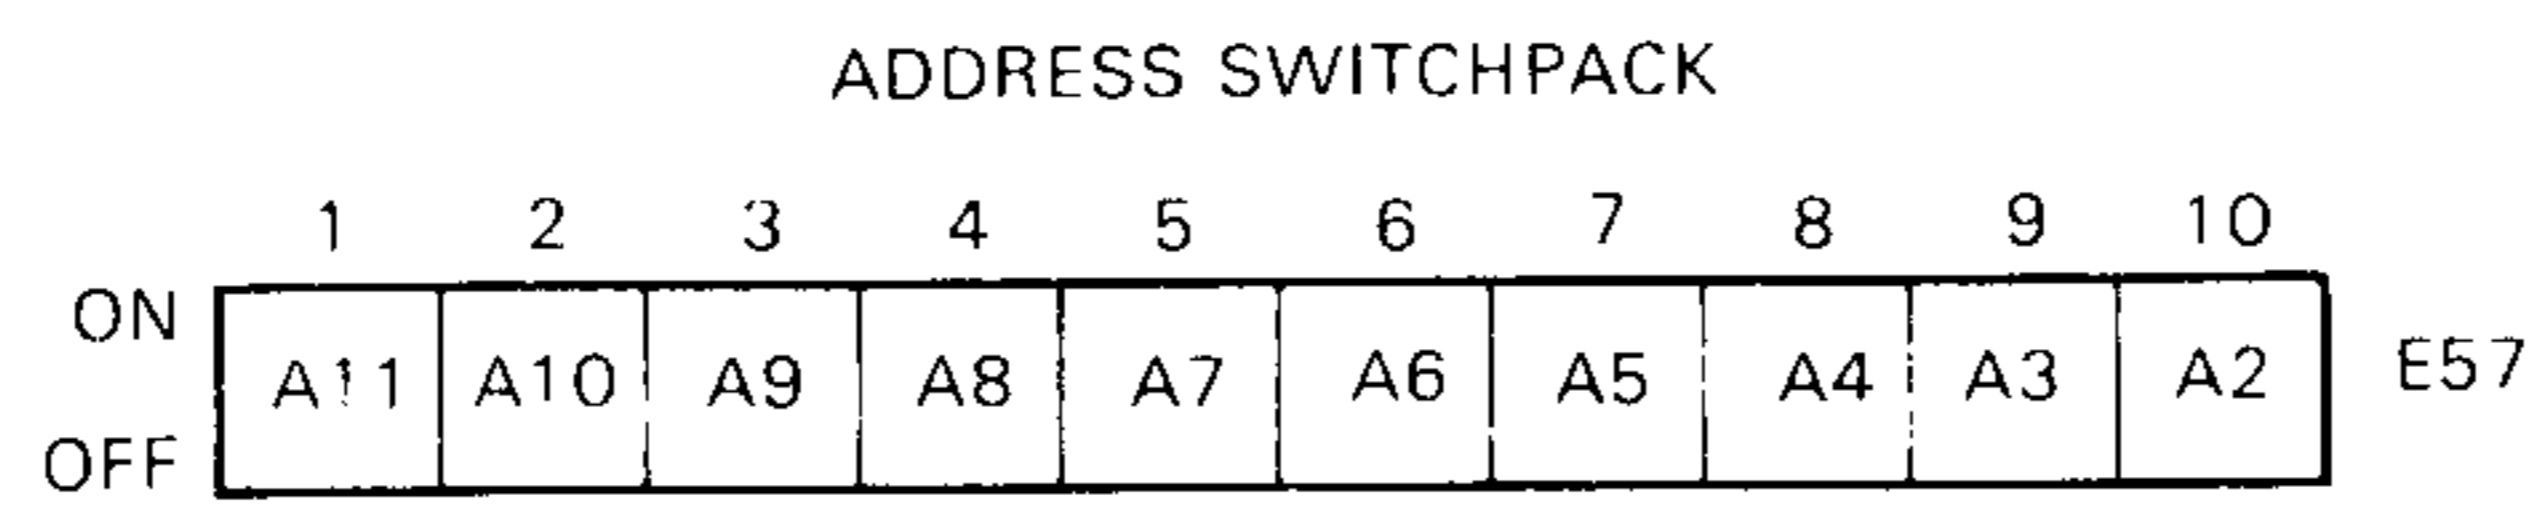 ADDRESS SWITCHPACK
1 2 3 4 5 6 7 8 9 10
ON
A11 A10 A9 A8 A7 A6 A5 A4 A3 A2 E57
OFF